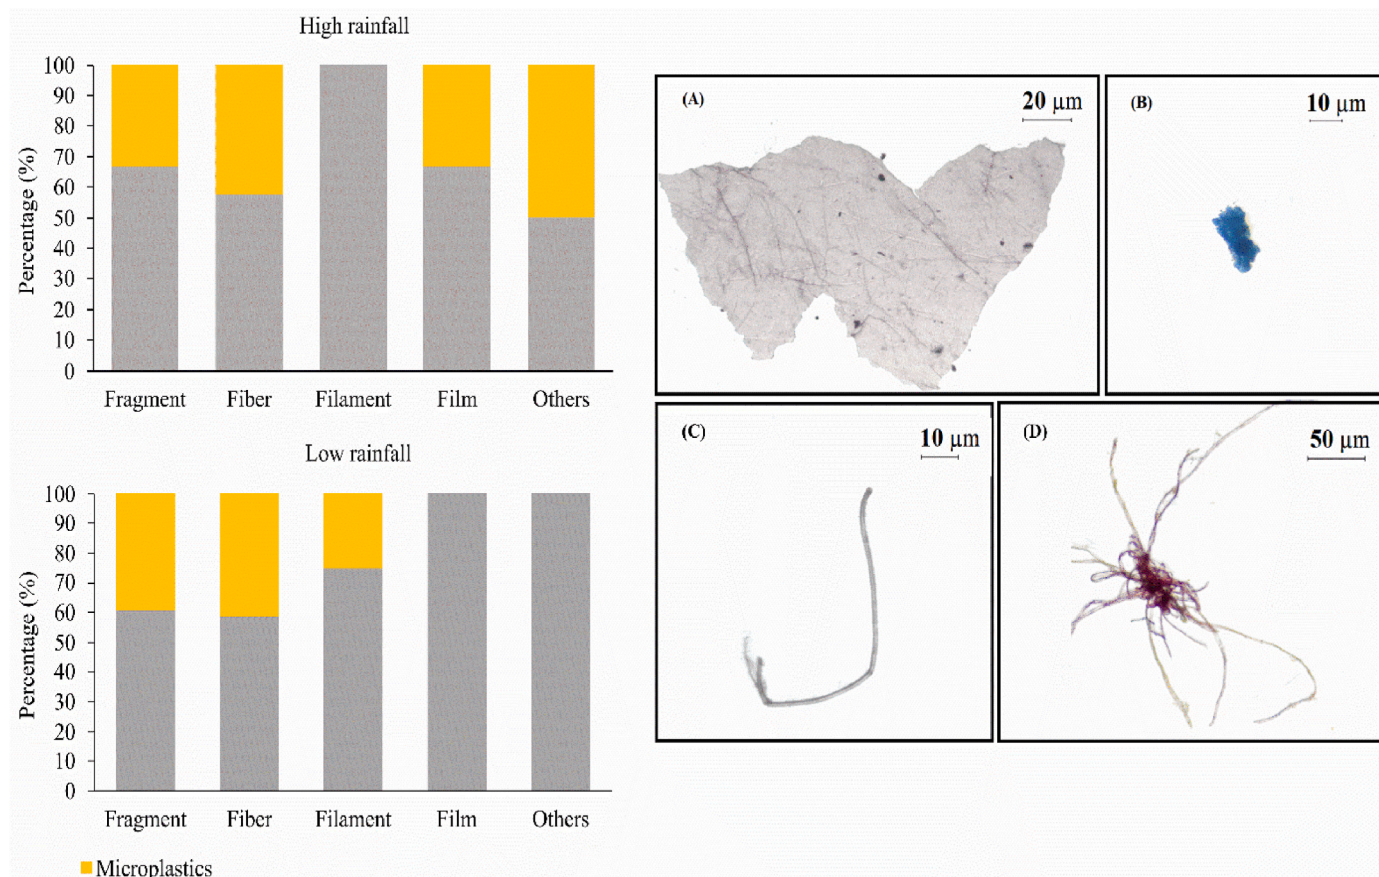 High rainfall
Percentage (%)
100
90
80
70
60
50
40
30
20
10
0
Fragment Fiber Filament Film Others
Low rainfall
Percentage (%)
100
90
80
70
60
50
40
30
20
10
0
Fragment Fiber Filament Film Others
Microplastics
(A) 20 µm
(B) 10 µm
(C) 10 µm
(D) 50 µm